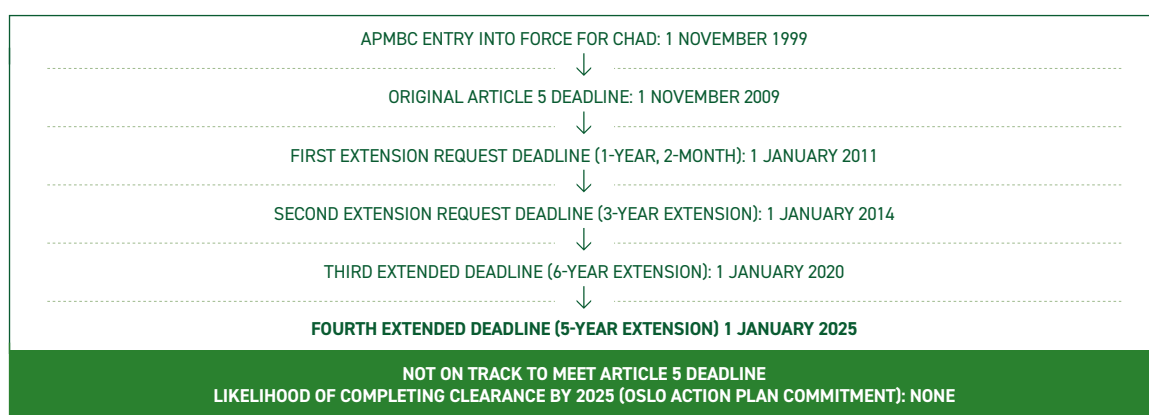 APMBC ENTRY INTO FORCE FOR CHAD: 1 NOVEMBER 1999
ORIGINAL ARTICLE 5 DEADLINE: 1 NOVEMBER 2009
FIRST EXTENSION REQUEST DEADLINE (1-YEAR, 2-MONTH): 1 JANUARY 2011
SECOND EXTENSION REQUEST DEADLINE (3-YEAR EXTENSION): 1 JANUARY 2014
THIRD EXTENDED DEADLINE (6-YEAR EXTENSION): 1 JANUARY 2020
FOURTH EXTENDED DEADLINE (5-YEAR EXTENSION) 1 JANUARY 2025
NOT ON TRACK TO MEET ARTICLE 5 DEADLINE
LIKELIHOOD OF COMPLETING CLEARANCE BY 2025 (OSLO ACTION PLAN COMMITMENT): NONE